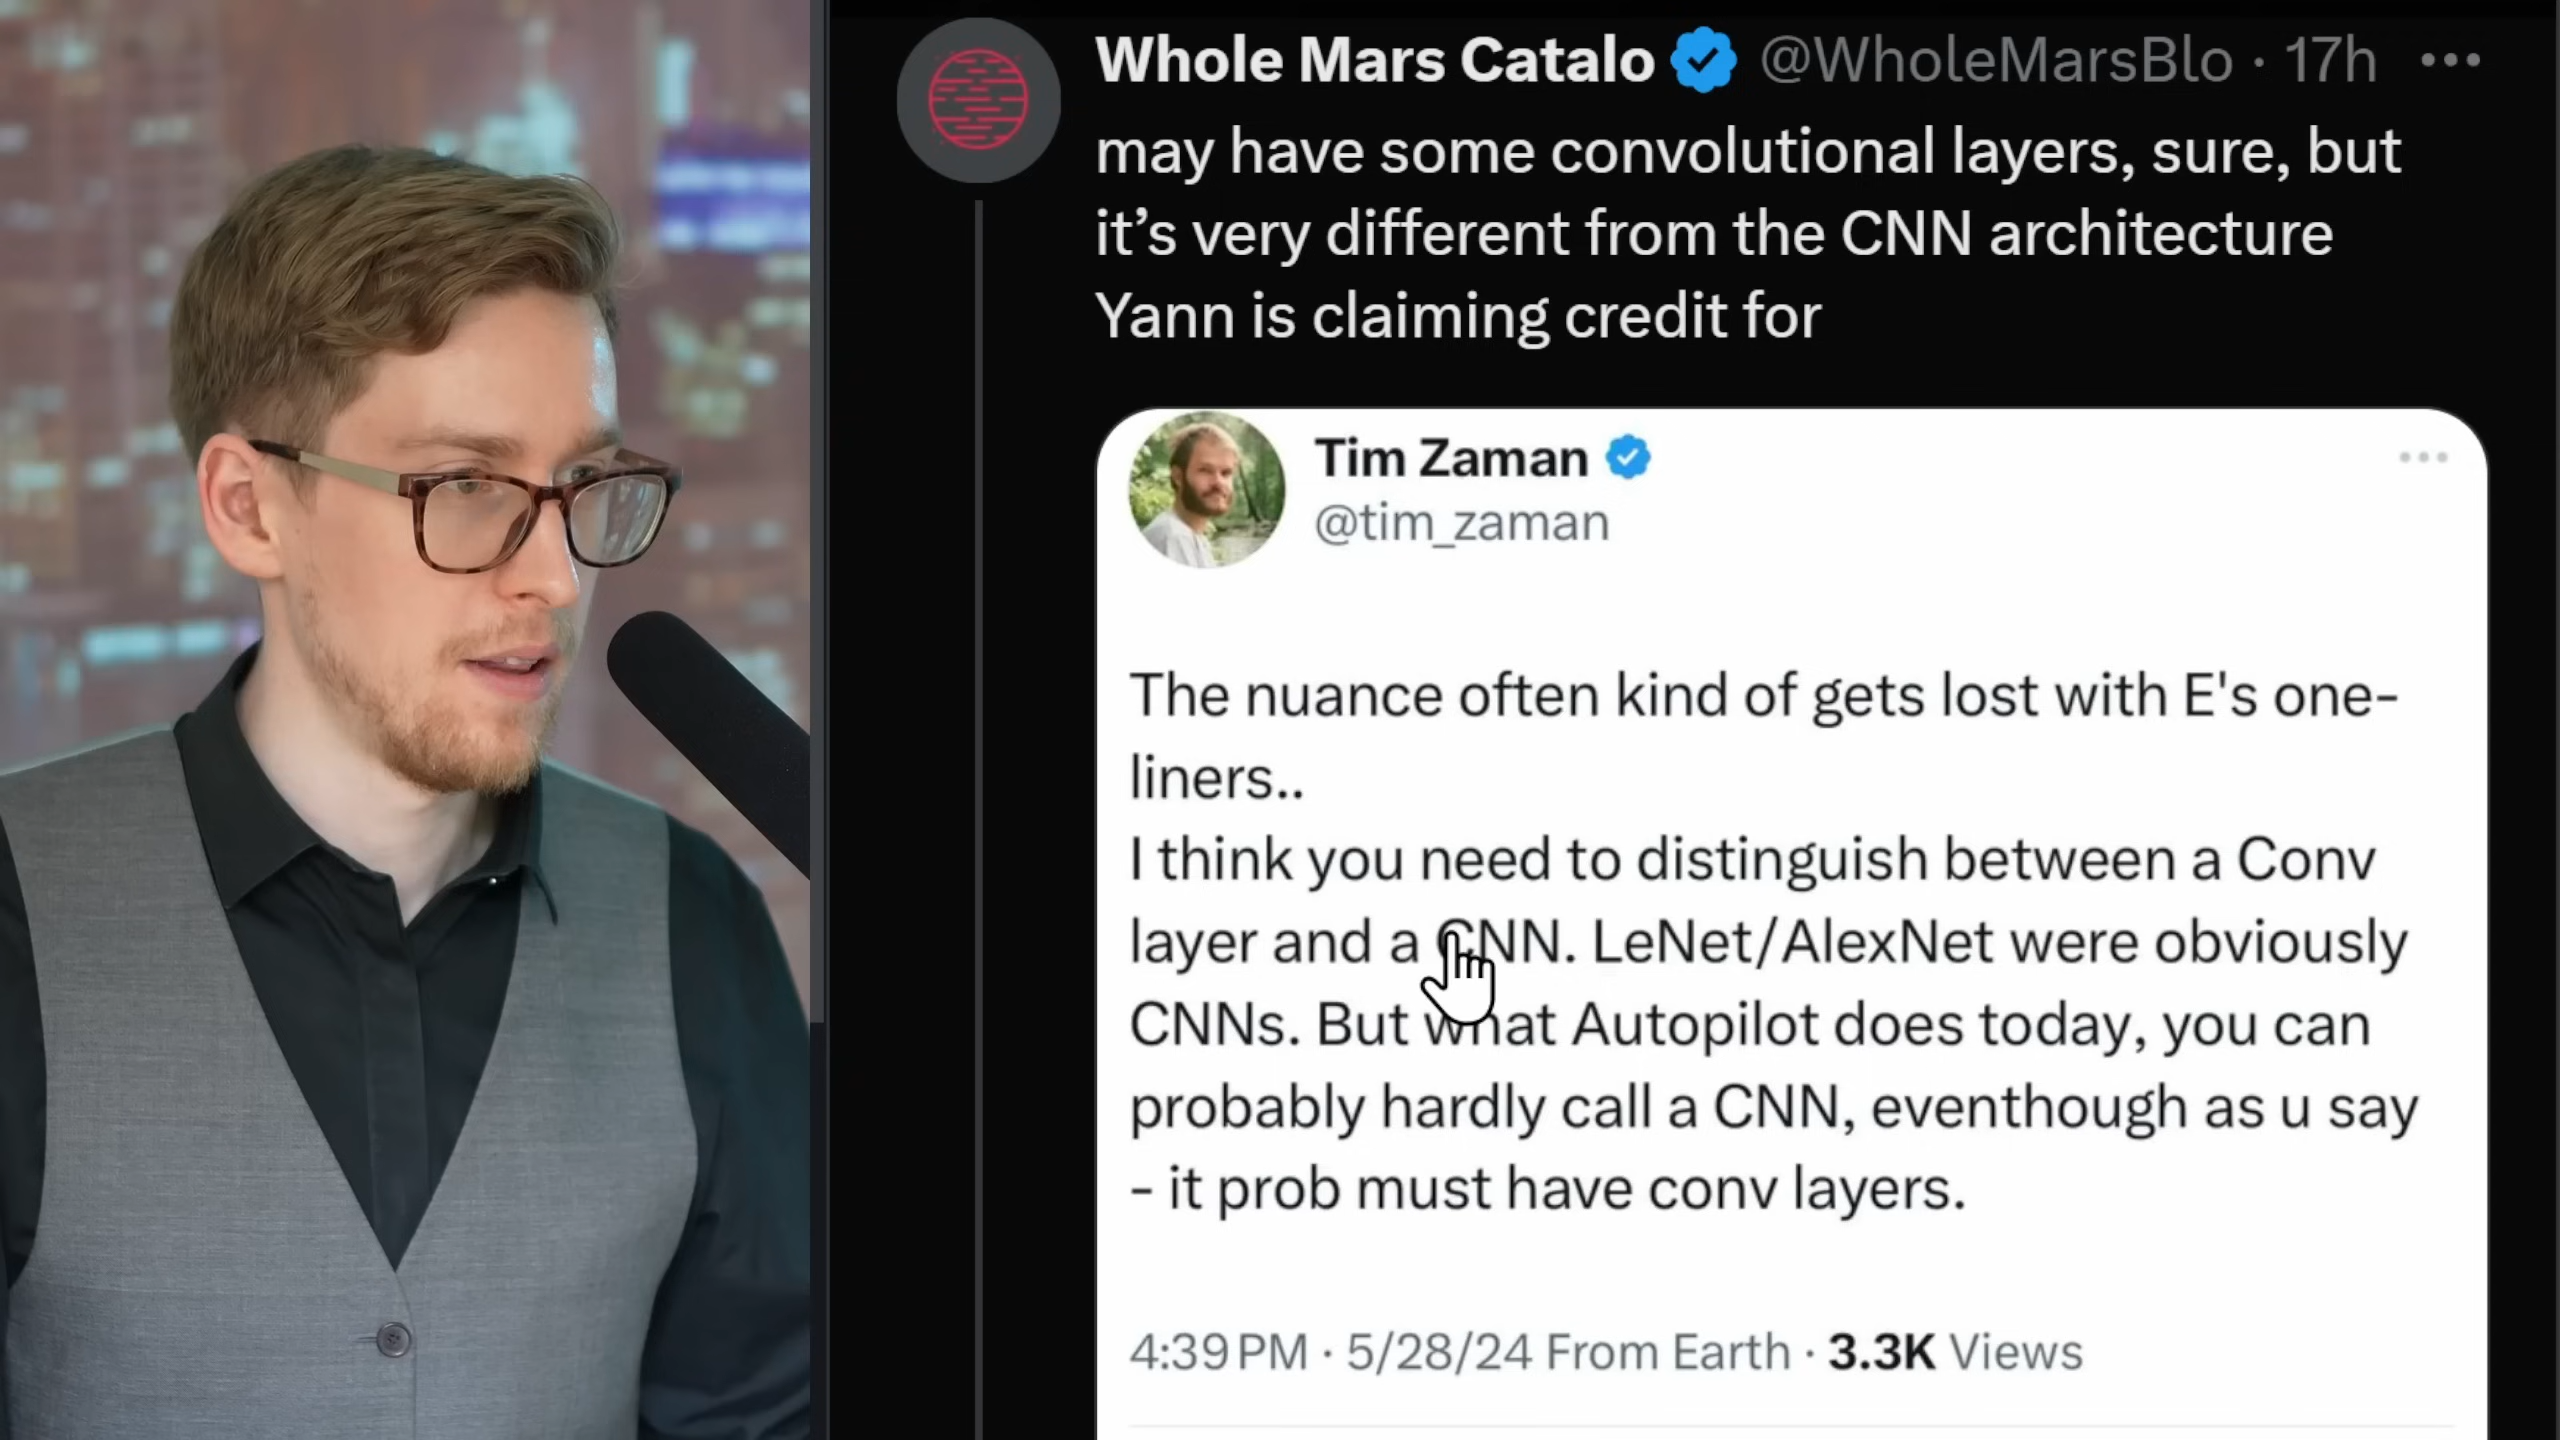 Whole Mars Catalo @WholeMarsBlo · 17h
may have some convolutional layers, sure, but
it’s very different from the CNN architecture
Yann is claiming credit for
Tim Zaman
@tim_zaman
The nuance often kind of gets lost with E's one-
liners..
I think you need to distinguish between a Conv
layer and a CNN. LeNet/AlexNet were obviously
CNNs. But what Autopilot does today, you can
probably hardly call a CNN, eventhough as u say
- it prob must have conv layers.
4:39 PM · 5/28/24 From Earth · 3.3K Views